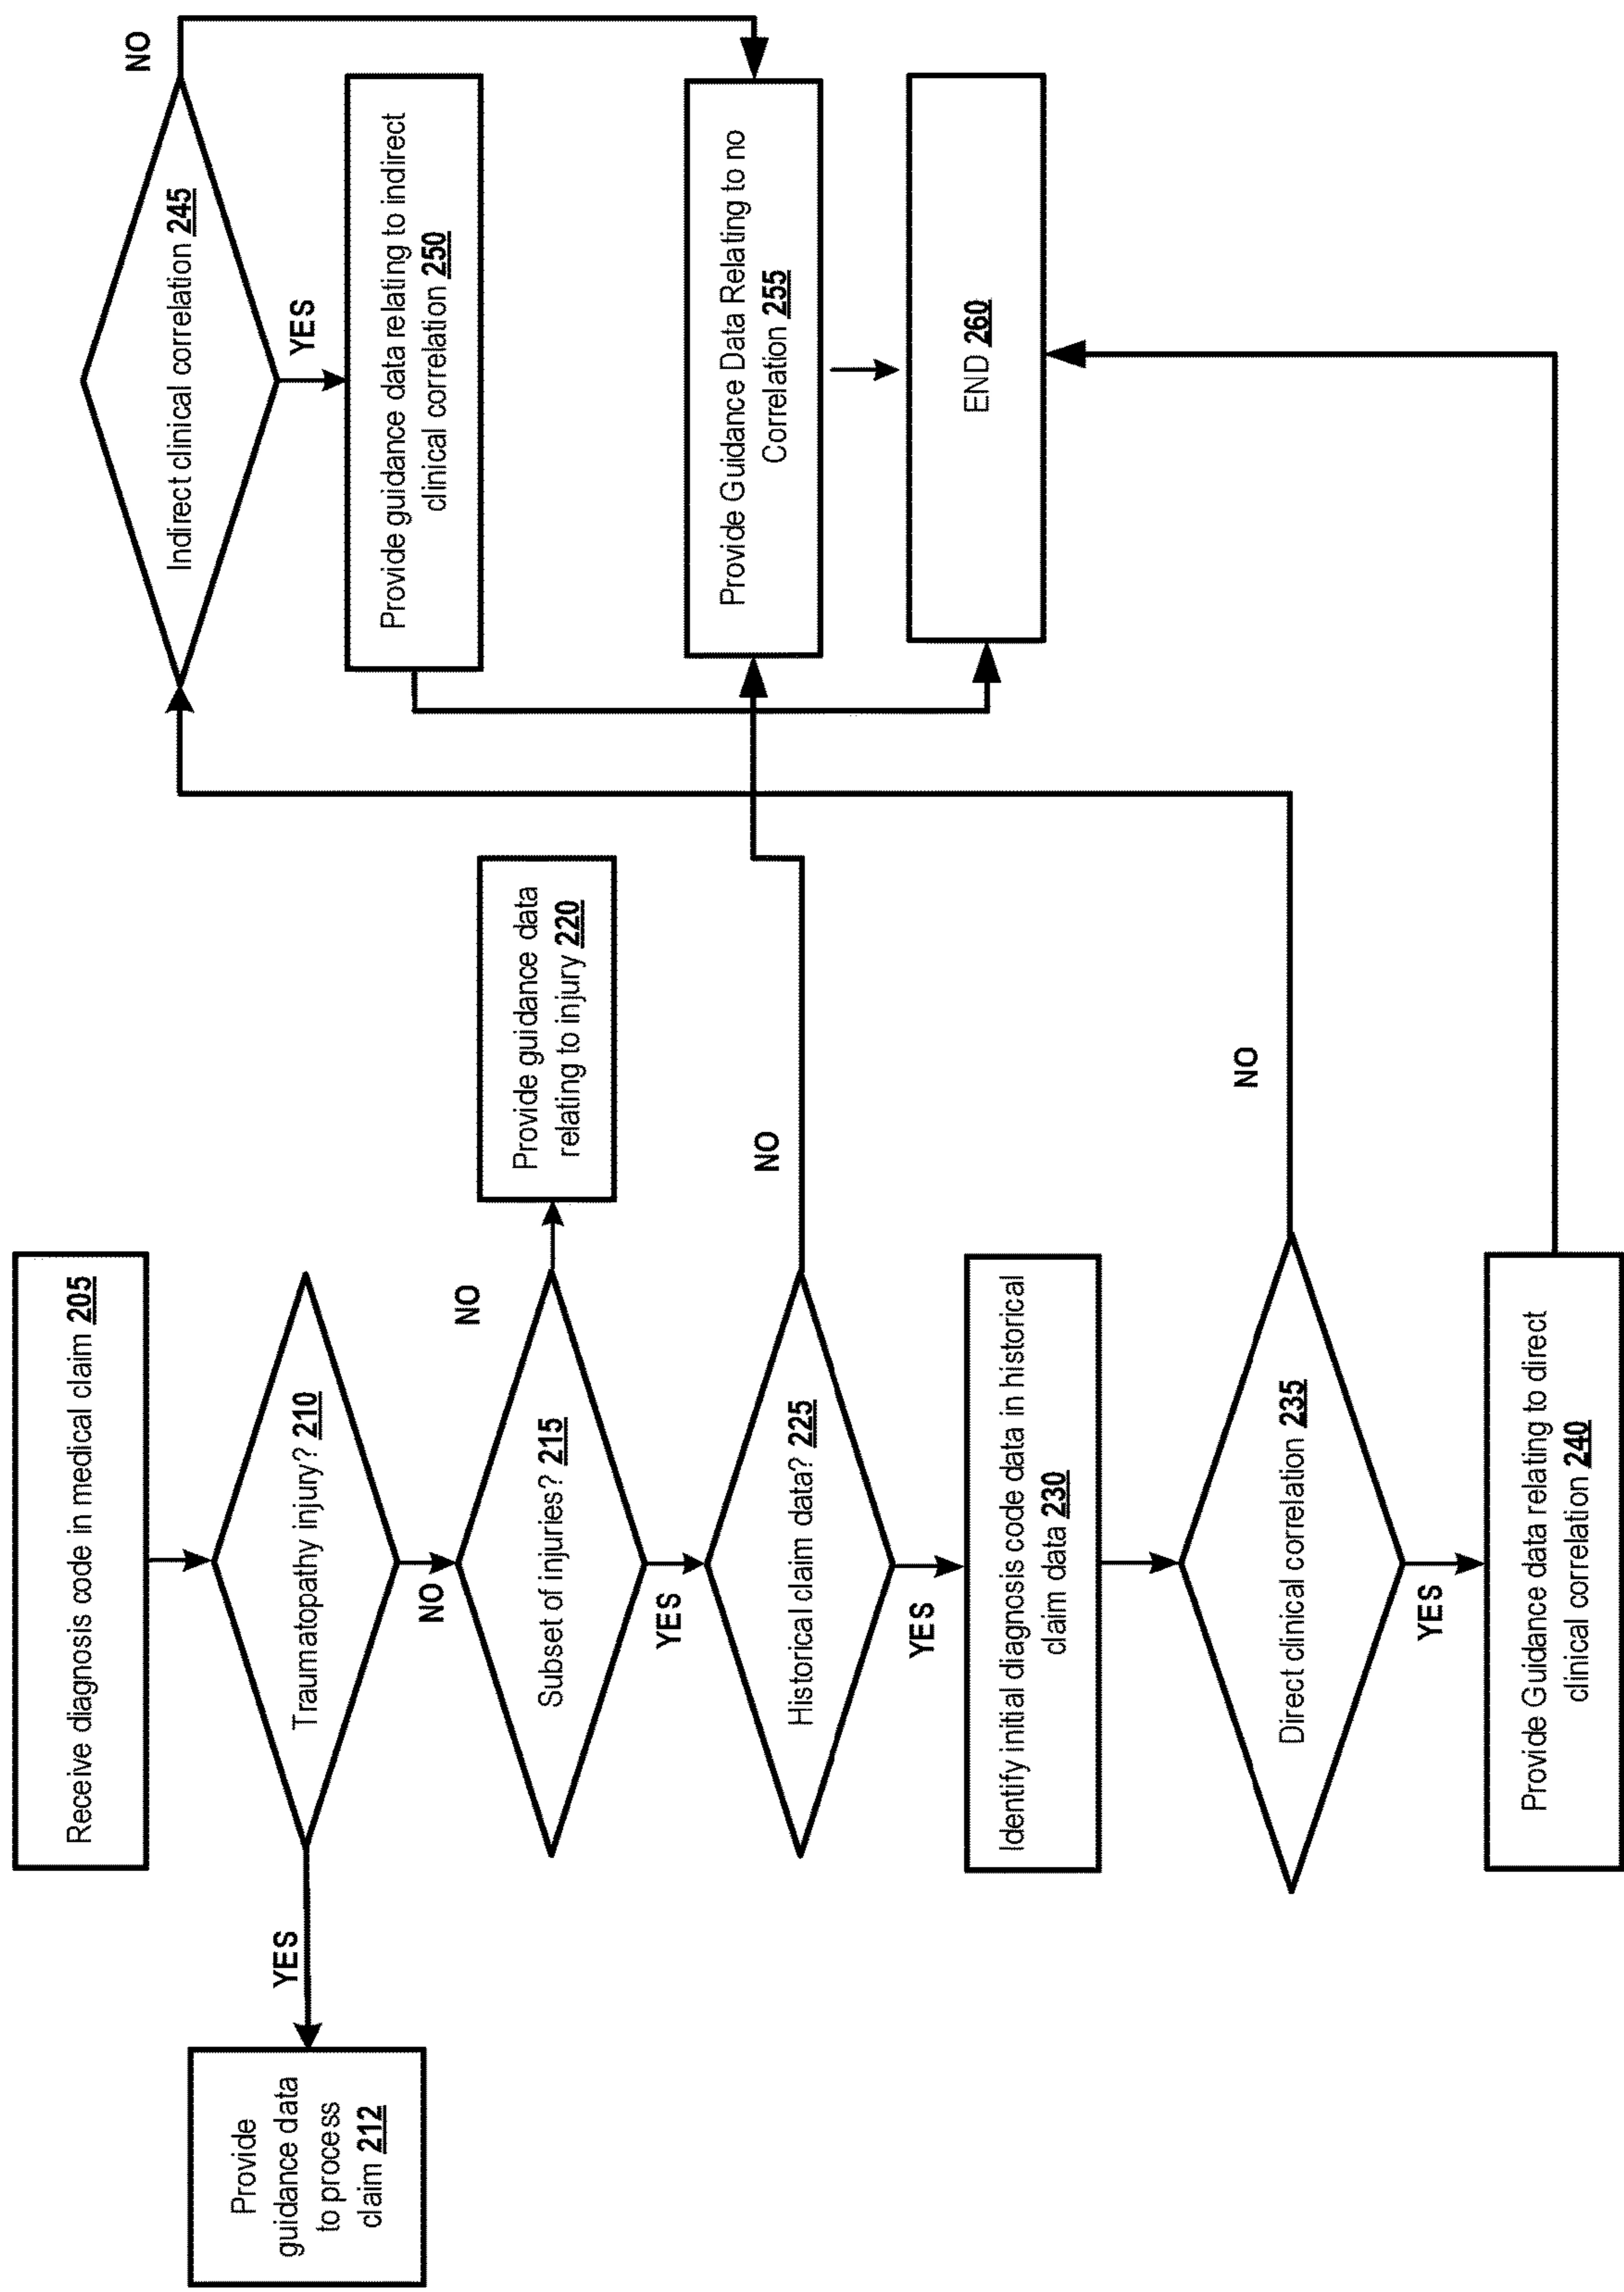 Receive diagnosis code in medical claim 205
Traumatopathy injury? 210
YES
Provide
guidance data
to process
claim 212
NO
Subset of injuries? 215
NO
Provide guidance data
relating to injury 220
YES
Historical claim data? 225
NO
YES
Identify initial diagnosis code data in historical
claim data 230
Direct clinical correlation 235
NO
YES
Provide Guidance data relating to direct
clinical correlation 240
Indirect clinical correlation 245
NO
YES
Provide guidance data relating to indirect
clinical correlation 250
Provide Guidance Data Relating to no
Correlation 255
END 260